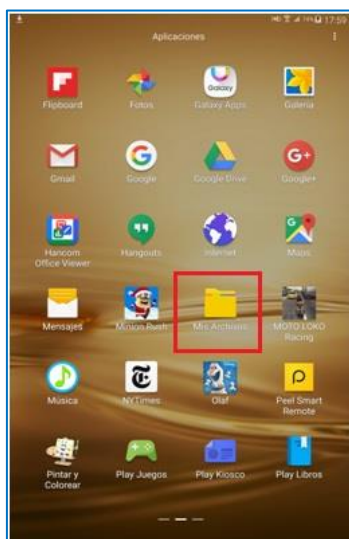 17:59
Aplicaciones
Flipboard
Fotos
Galaxy
Galaxy Apps
Galería
Gmail
Google
Google Drive
G+
Google+
Hancom
Office Viewer
Hangouts
Internet
Maps
Mensajes
Minion Rush
Mis Archivos
MOTO LOKO
Racing
Música
NYTimes
Olaf
Peel Smart
Remote
Pintar y
Colorear
Play Juegos
Play Kiosco
Play Libros